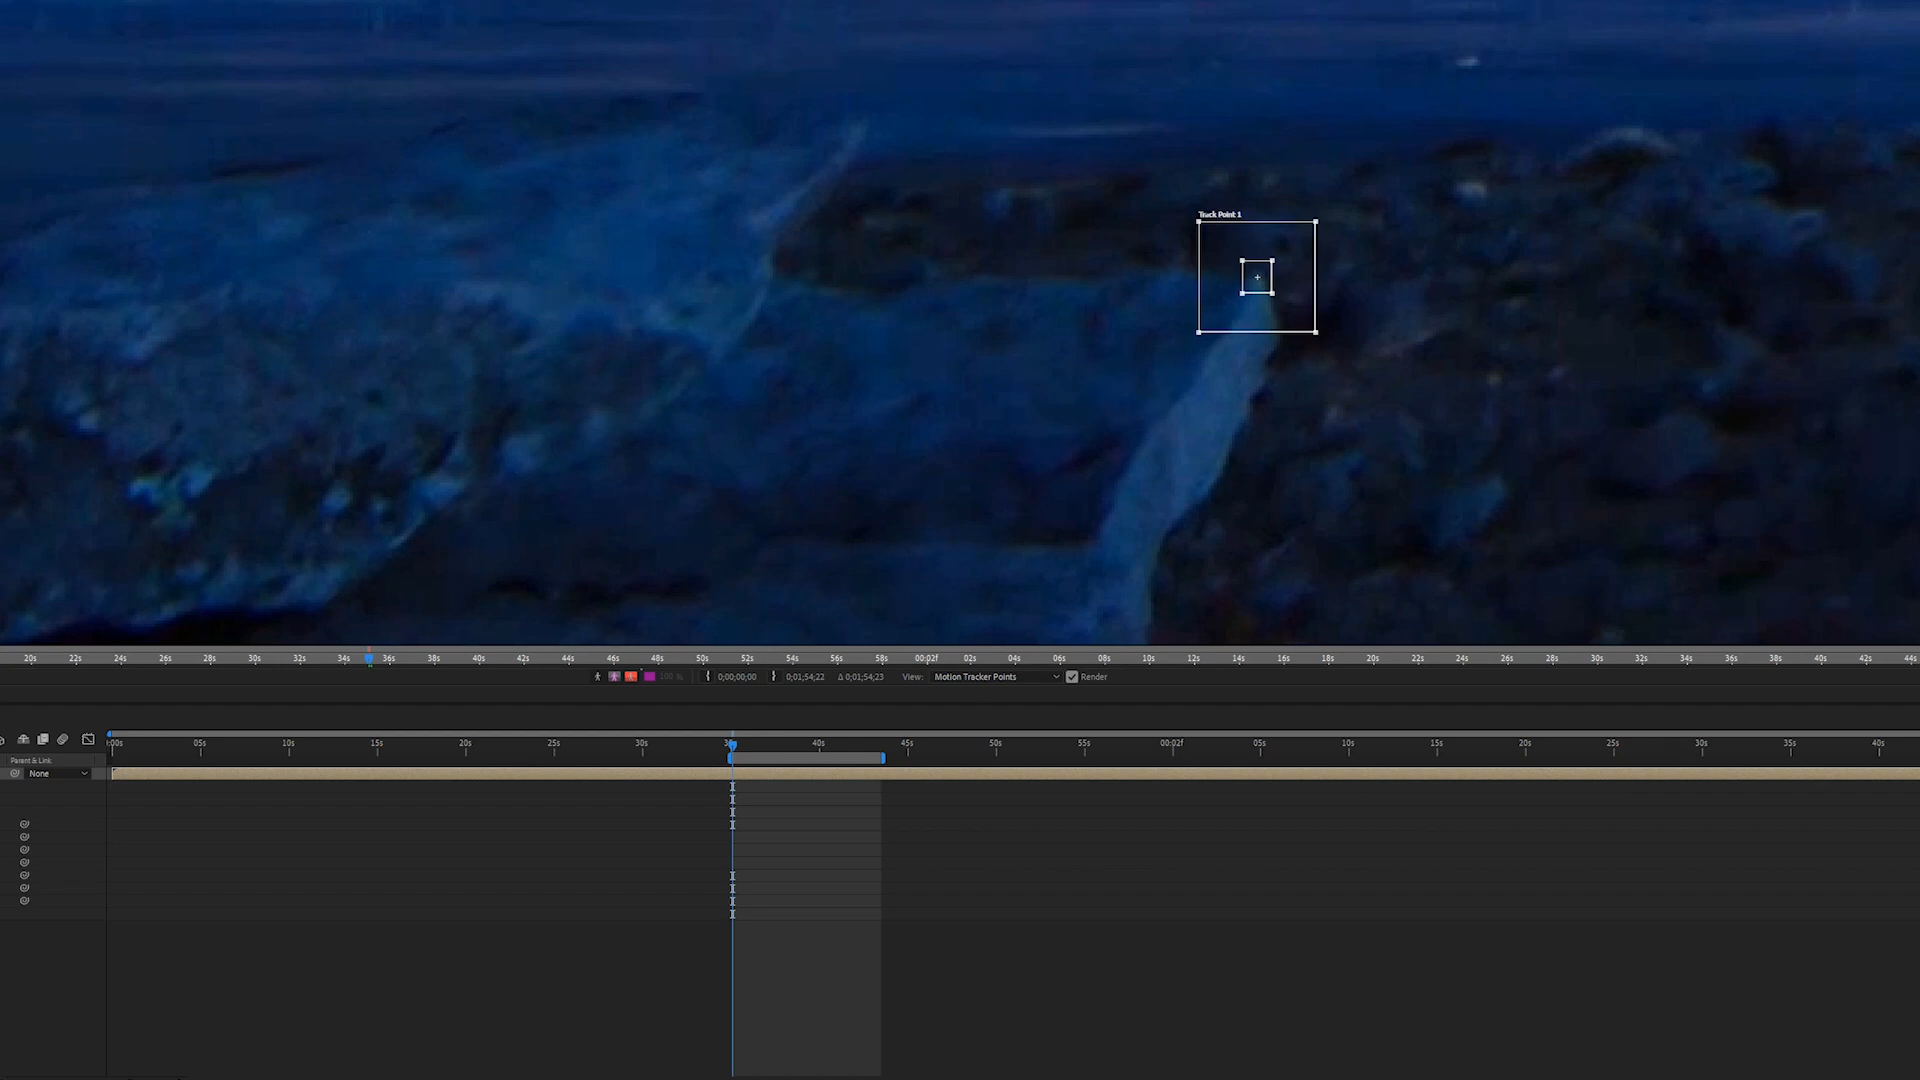 Track Point 1
20s 22s 24s 26s 28s 30s 32s 34s 36s 38s 40s 42s 44s 46s 48s 50s 52s 54s 56s 58s 00:02f 02s 04s 06s 08s 10s 12s 14s 16s 18s 20s 22s 24s 26s 28s 30s 32s 34s 36s 38s 40s 42s 44s
100 % 0;00;00;00 0;01;54;22 Δ 0;01;54;23 View: Motion Tracker Points Render
:00s 05s 10s 15s 20s 25s 30s 40s 45s 50s 55s 00:02f 05s 10s 15s 20s 25s 30s 35s 40s
Parent & Link
None